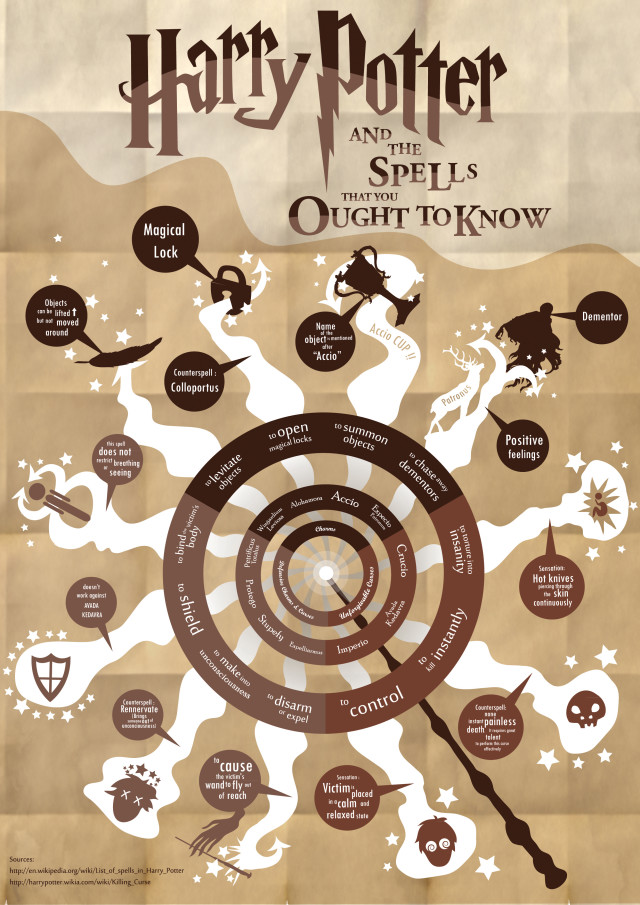 Harry Potter
AND THE
SPELLS
THAT YOU
OUGHT TO KNOW
Magical
Lock
Objects
can be lifted
but not moved
around
Counterspell :
Colloportus
Name
of the
object is mentioned
after
"Accio"
Accio CUP !!
Dementor
Patronus
Positive
feelings
this spell
does not
restrict breathing
or
seeing
to levitate
objects
to open
magical locks
to summon
objects
to chase away
dementors
to torture into
insanity
to
kill instantly
to
control
to disarm
or expel
to make into
unconsciousness
to shield
to bind to victim's
body
Wingardium
Leviosa
Alohamora
Accio
Expecto
Patronum
Crucio
Avada
Kedavra
Imperio
Expelliarmus
Stupefy
Protego
Petrificus
Totalus
Charms
Unforgivable Curses
Defensive Charms & Curses
Sensation:
Hot knives
piercing through
the skin
continuously
doesn't
work against
AVADA
KEDAVRA
Counterspell :
Rennervate
(Brings
someone out of
unconsciousness)
to
cause
the victim's
wand to fly out
of reach
Sensation :
Victim is
placed
in a calm and
relaxed state
Counterspell:
none
instant painless
death, it requires great
talent
to perform this curse
effectively
Sources:
http://en.wikipedia.org/wiki/List_of_spells_in_Harry_Potter
http://harrypotter.wikia.com/wiki/Killing_Curse